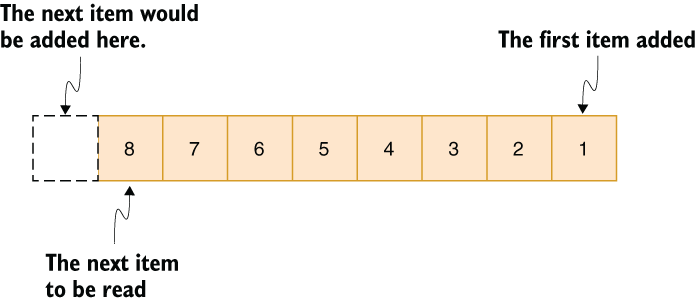 The next item would
be added here.
The first item added
8 7 6 5 4 3 2 1
The next item
to be read